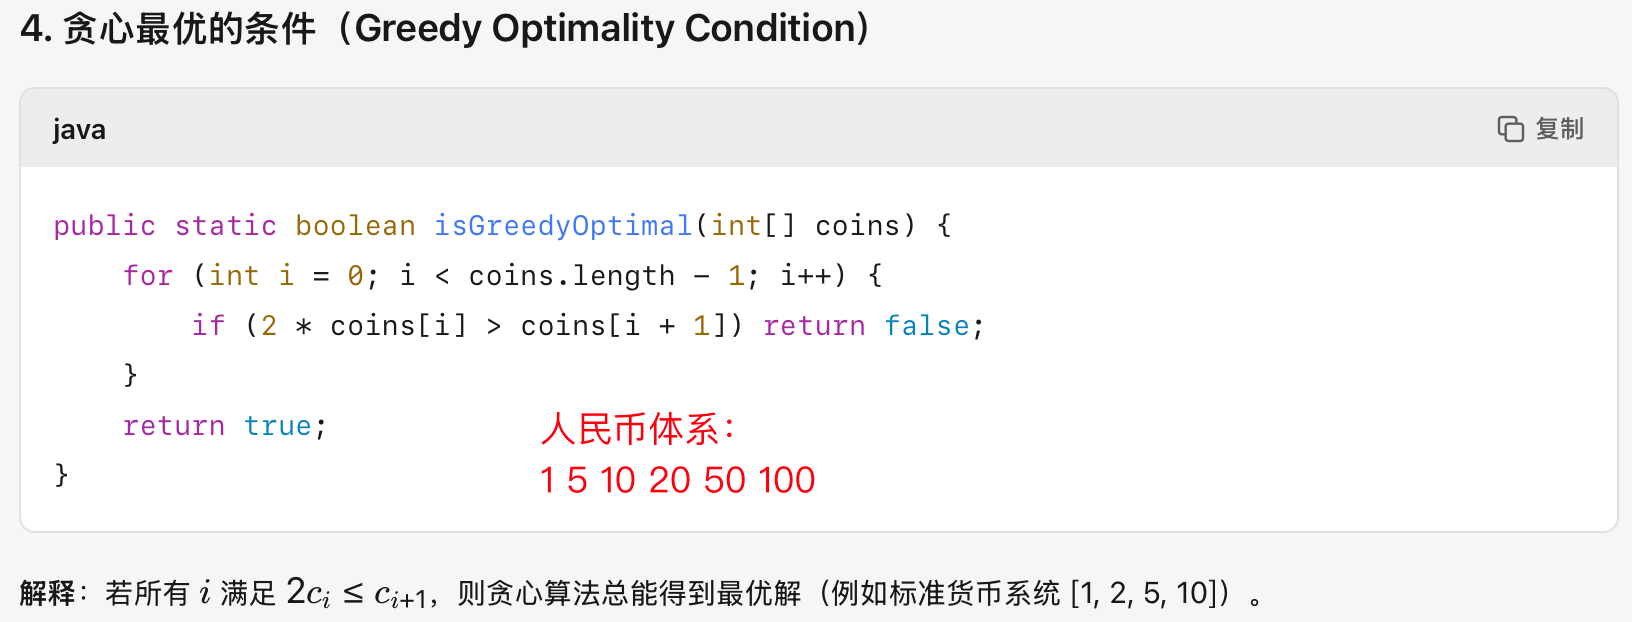 4. 贪心最优的条件（Greedy Optimality Condition）
java
复制
public static boolean isGreedyOptimal(int[] coins) {
    for (int i = 0; i < coins.length - 1; i++) {
        if (2 * coins[i] > coins[i + 1]) return false;
    }
    return true;
}
人民币体系：
1 5 10 20 50 100
解释：若所有 i 满足 2cᵢ ≤ cᵢ₊₁，则贪心算法总能得到最优解（例如标准货币系统 [1, 2, 5, 10]）。